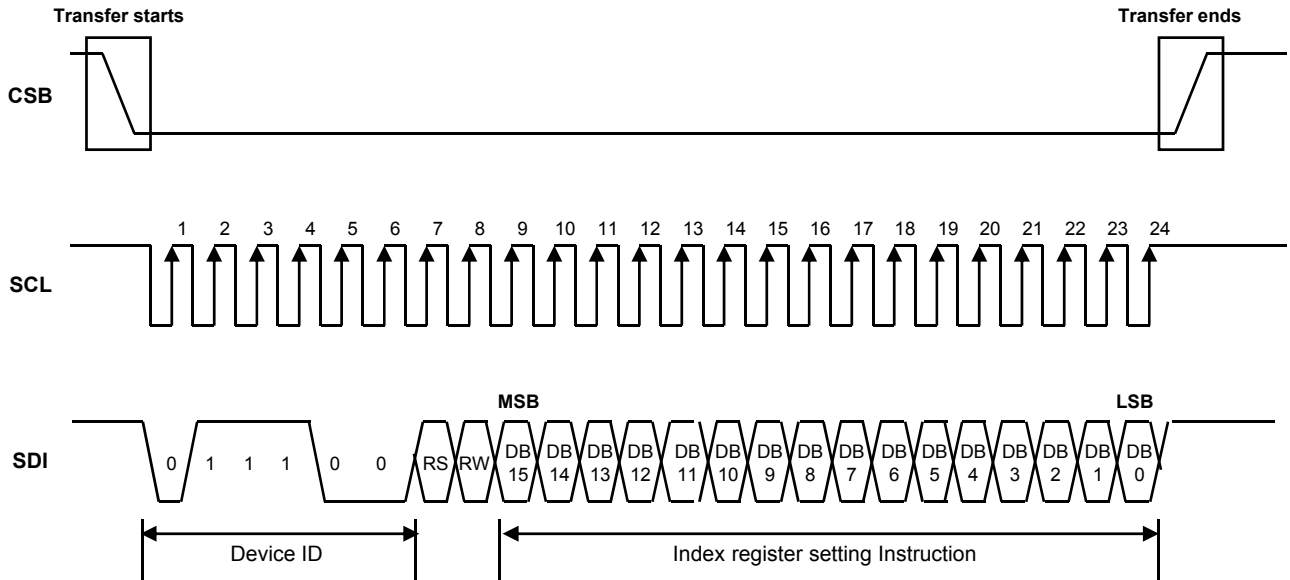 Transfer starts
Transfer ends
CSB
1 2 3 4 5 6 7 8 9 10 11 12 13 14 15 16 17 18 19 20 21 22 23 24
SCL
MSB
LSB
SDI
0 1 1 1 0 0 RS RW DB DB DB DB DB DB DB DB DB DB DB DB DB DB DB DB
15 14 13 12 11 10 9 8 7 6 5 4 3 2 1 0
Device ID
Index register setting Instruction